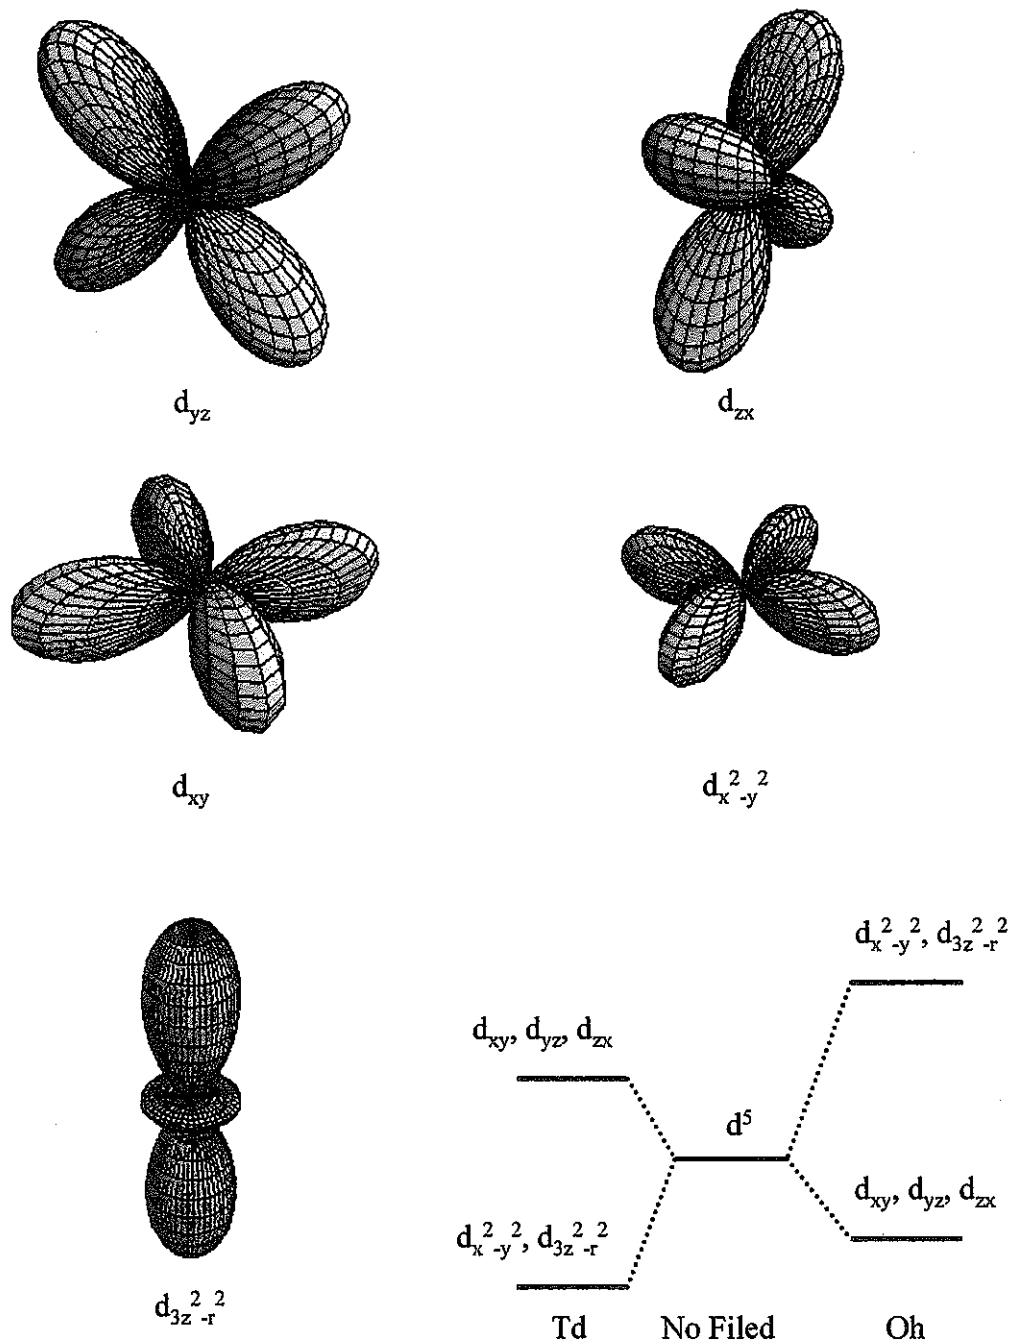 d_yz
d_zx
d_xy
d_x²-y²
d_3z²-r²
d_xy, d_yz, d_zx
d_x²-y², d_3z²-r²
d⁵
d_x²-y², d_3z²-r²
d_xy, d_yz, d_zx
Td No Filed Oh